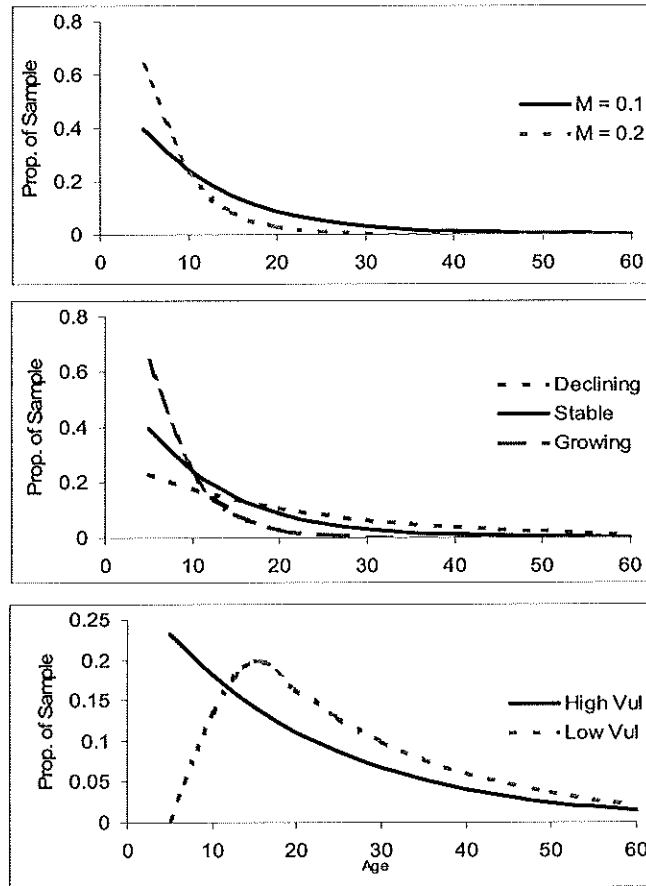 Prop. of Sample
0.8
0.6
0.4
0.2
0
0 10 20 30 40 50 60
M = 0.1
M = 0.2
Prop. of Sample
0.8
0.6
0.4
0.2
0
0 10 20 30 40 50 60
Declining
Stable
Growing
Prop. of Sample
0.25
0.2
0.15
0.1
0.05
0
0 10 20 30 40 50 60
Age
High Vul
Low Vul